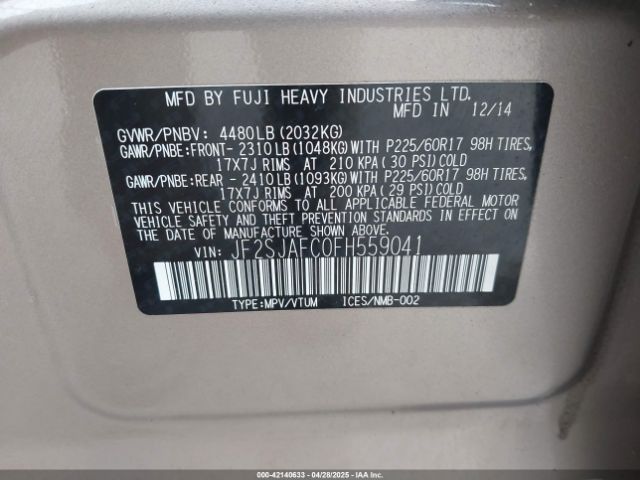 MFD BY FUJI HEAVY INDUSTRIES LTD.
MFD IN 12/14
GVWR/PNBV: 4480LB(2032KG)
GAWR/PNBE:FRONT- 2310LB(1048KG)WITH P225/60R17 98H TIRES,
17X7J RIMS AT 210 KPA(30 PSI)COLD
GAWR/PNBE:REAR - 2410LB(1093KG)WITH P225/60R17 98H TIRES,
17X7J RIMS AT 200 KPA(29 PSI)COLD
THIS VEHICLE CONFORMS TO ALL APPLICABLE FEDERAL MOTOR
VEHICLE SAFETY AND THEFT PREVENTION STANDARDS IN EFFECT ON
THE DATE OF MANUFACTURE SHOWN ABOVE.
VIN: JF2SJAFC0FH559041
TYPE:MPV/VTUM ICES/NMB-002
000-42140633 - 04/28/2025 - IAA Inc.